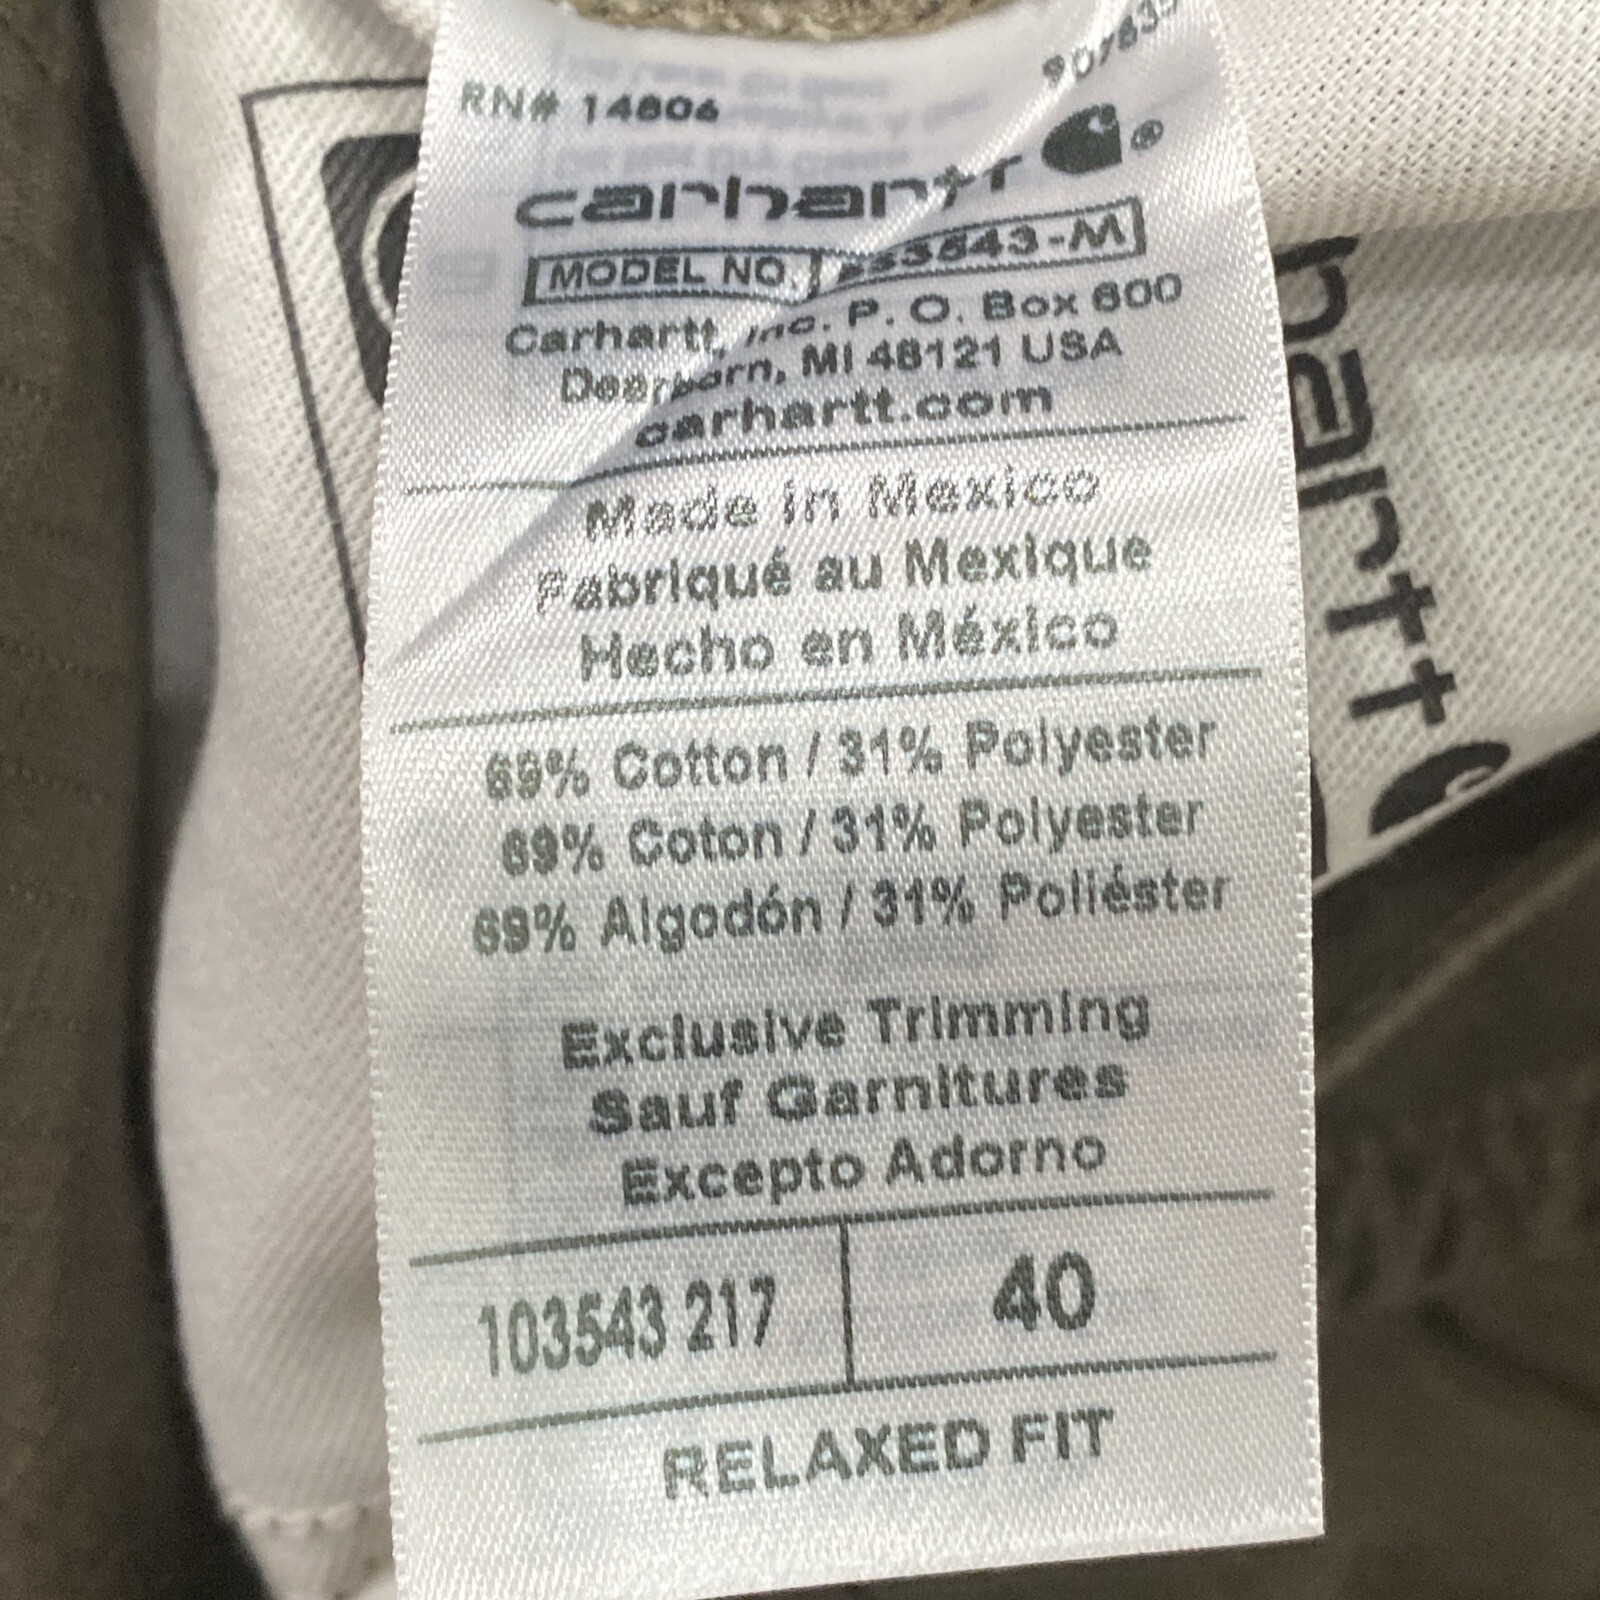 RN# 14806
carhartt
MODEL NO.
Carhartt, Inc. P. O. Box 600
Dearborn, MI 48121 USA
carhartt.com
Made in Mexico
Fabriqué au Mexique
Hecho en México
69% Cotton / 31% Polyester
69% Coton / 31% Polyester
69% Algodón / 31% Poliéster
Exclusive Trimming
Sauf Garnitures
Excepto Adorno
103543 217
40
RELAXED FIT